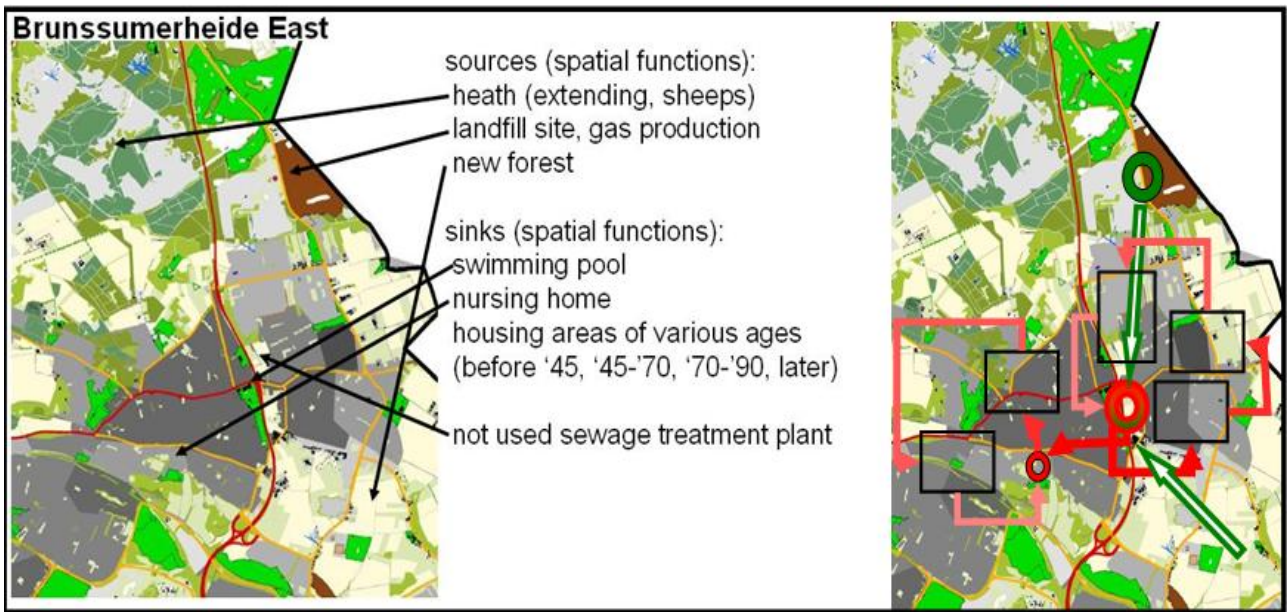 Brunssumerheide East
sources (spatial functions):
heath (extending, sheeps)
landfill site, gas production
new forest
sinks (spatial functions):
swimming pool
nursing home
housing areas of various ages
(before ‘45, ‘45-’70, ‘70-’90, later)
not used sewage treatment plant